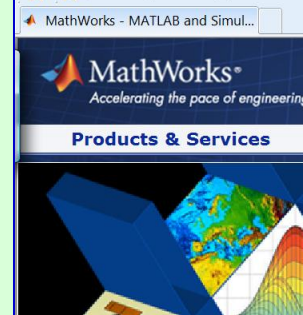 MathWorks - MATLAB and Simul...
MathWorks®
Accelerating the pace of engineering
Products & Services